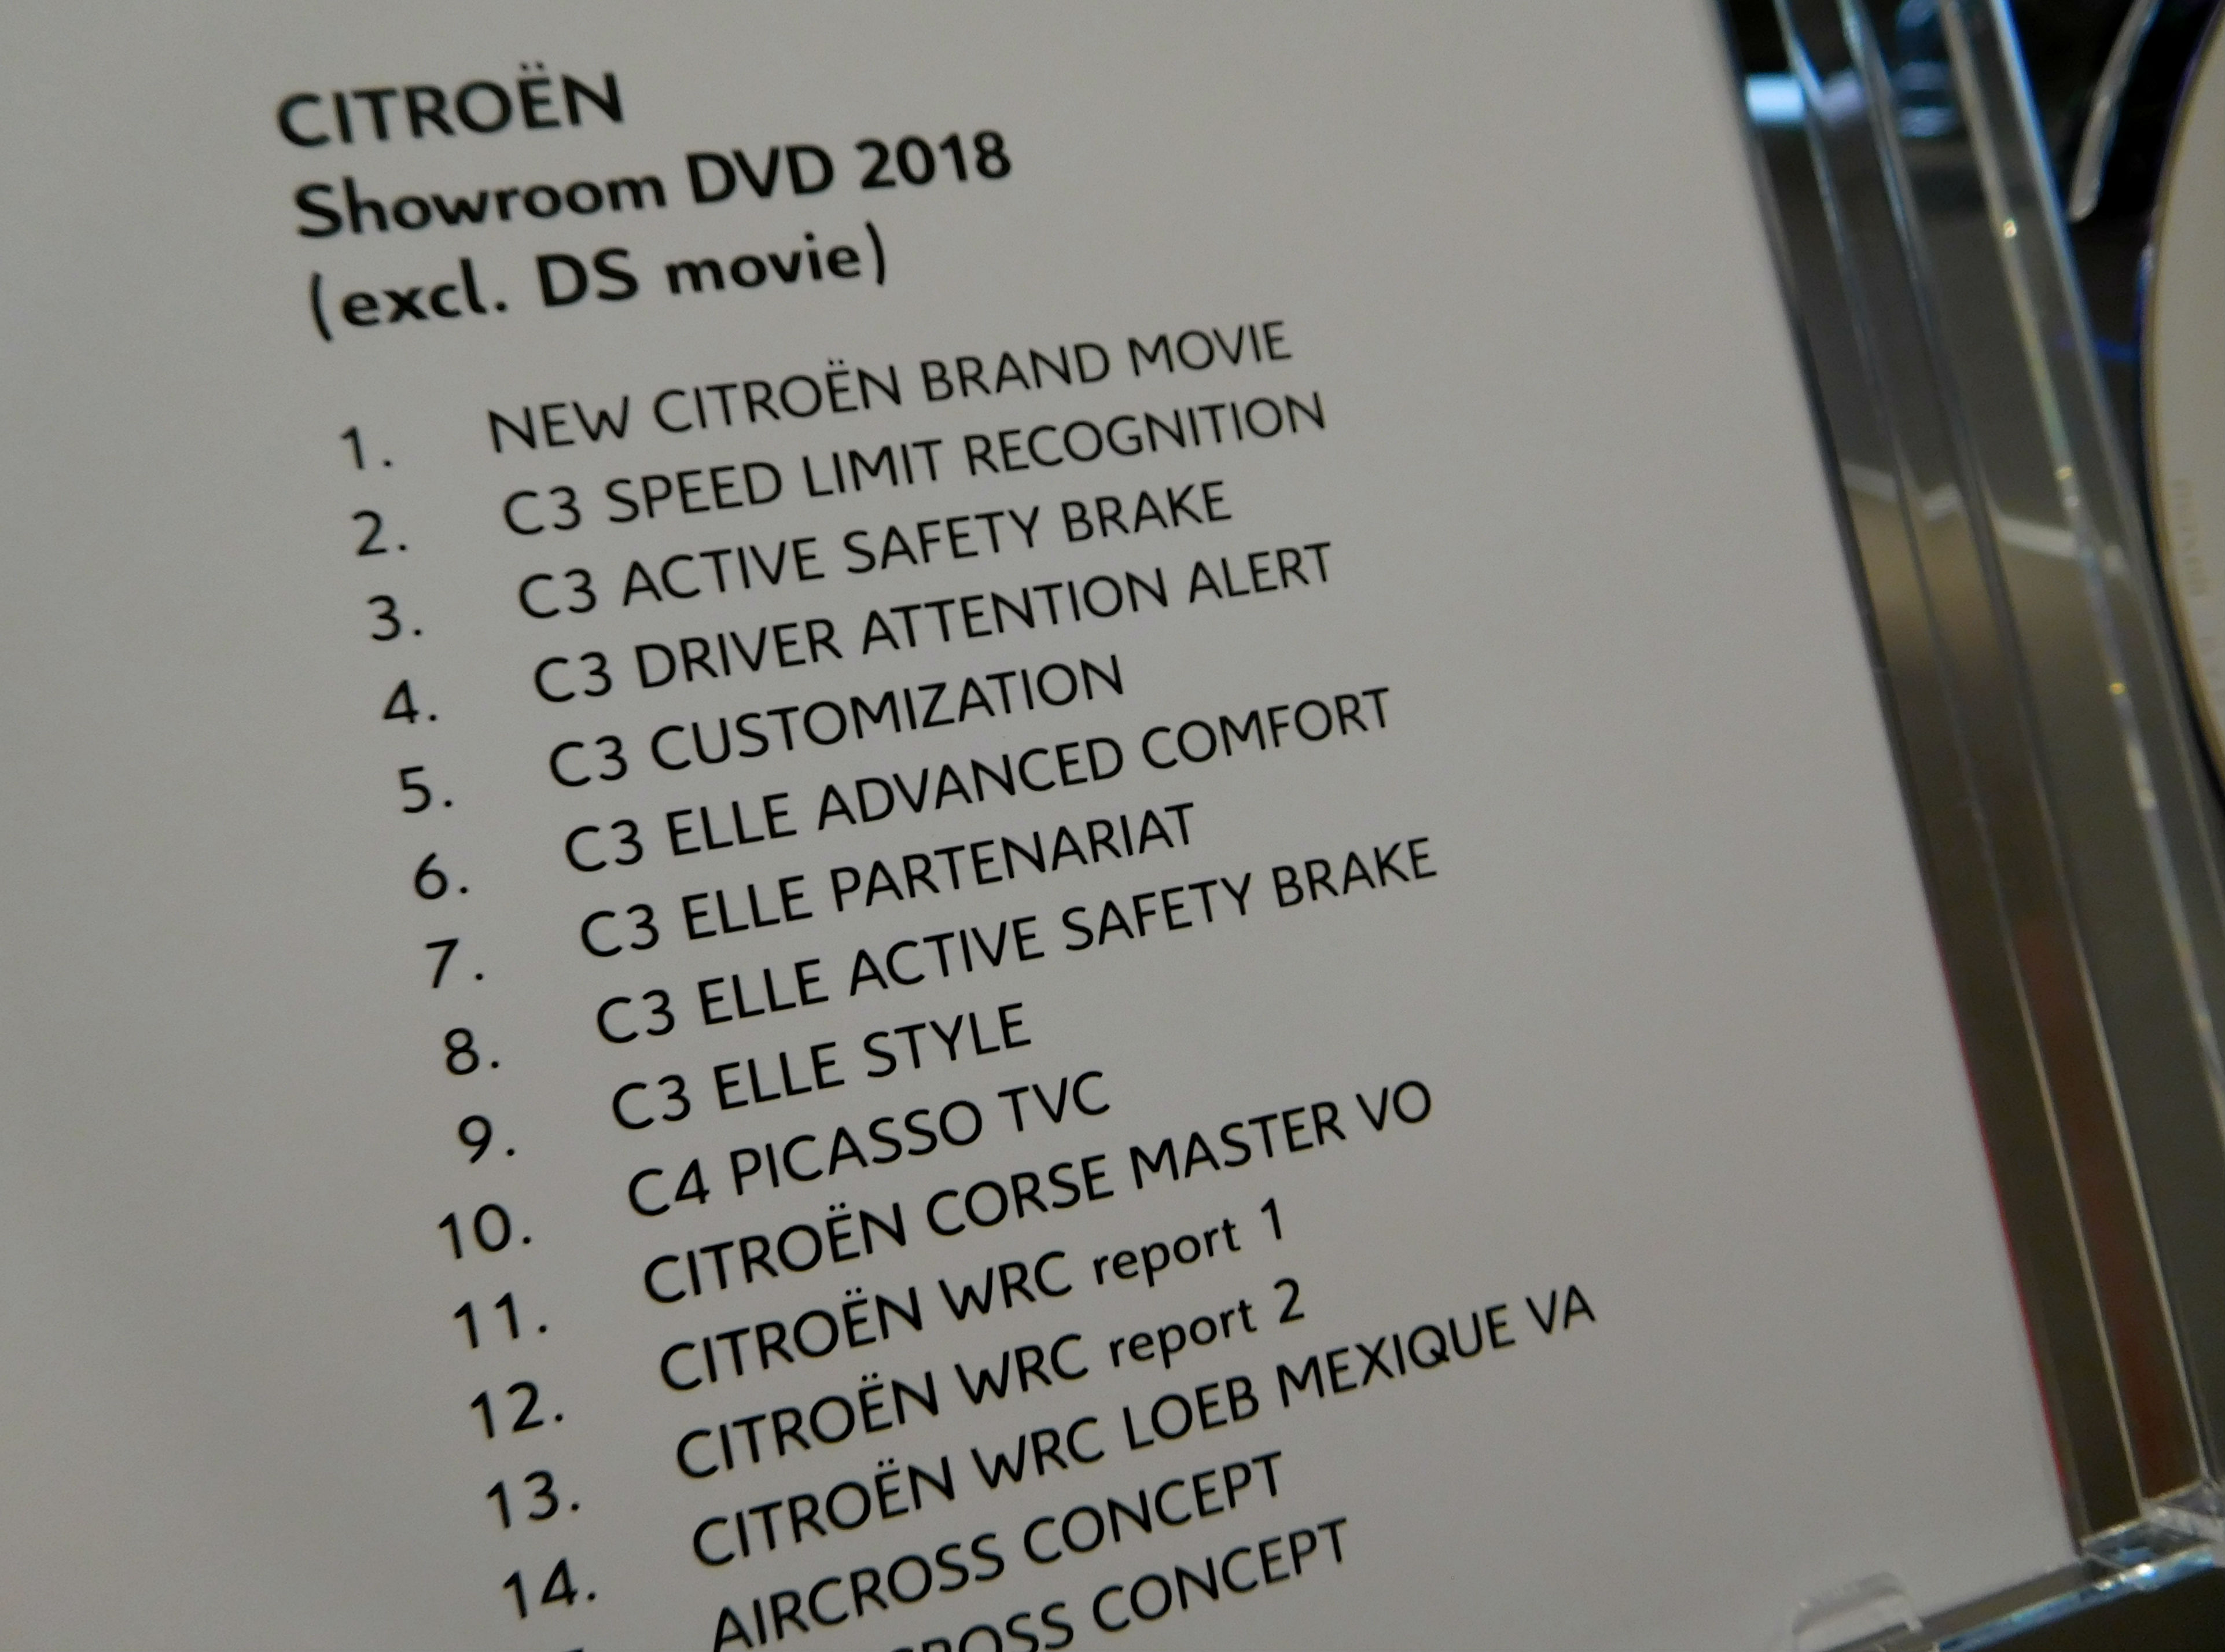 CITROËN
Showroom DVD 2018
(excl. DS movie)
1. NEW CITROËN BRAND MOVIE
2. C3 SPEED LIMIT RECOGNITION
3. C3 ACTIVE SAFETY BRAKE
4. C3 DRIVER ATTENTION ALERT
5. C3 CUSTOMIZATION
6. C3 ELLE ADVANCED COMFORT
7. C3 ELLE PARTENARIAT
8. C3 ELLE ACTIVE SAFETY BRAKE
9. C3 ELLE STYLE
10. C4 PICASSO TVC
11. CITROËN CORSE MASTER VO
12. CITROËN WRC report 1
13. CITROËN WRC report 2
14. CITROËN WRC LOEB MEXIQUE VA
AIRCROSS CONCEPT
CONCEPT